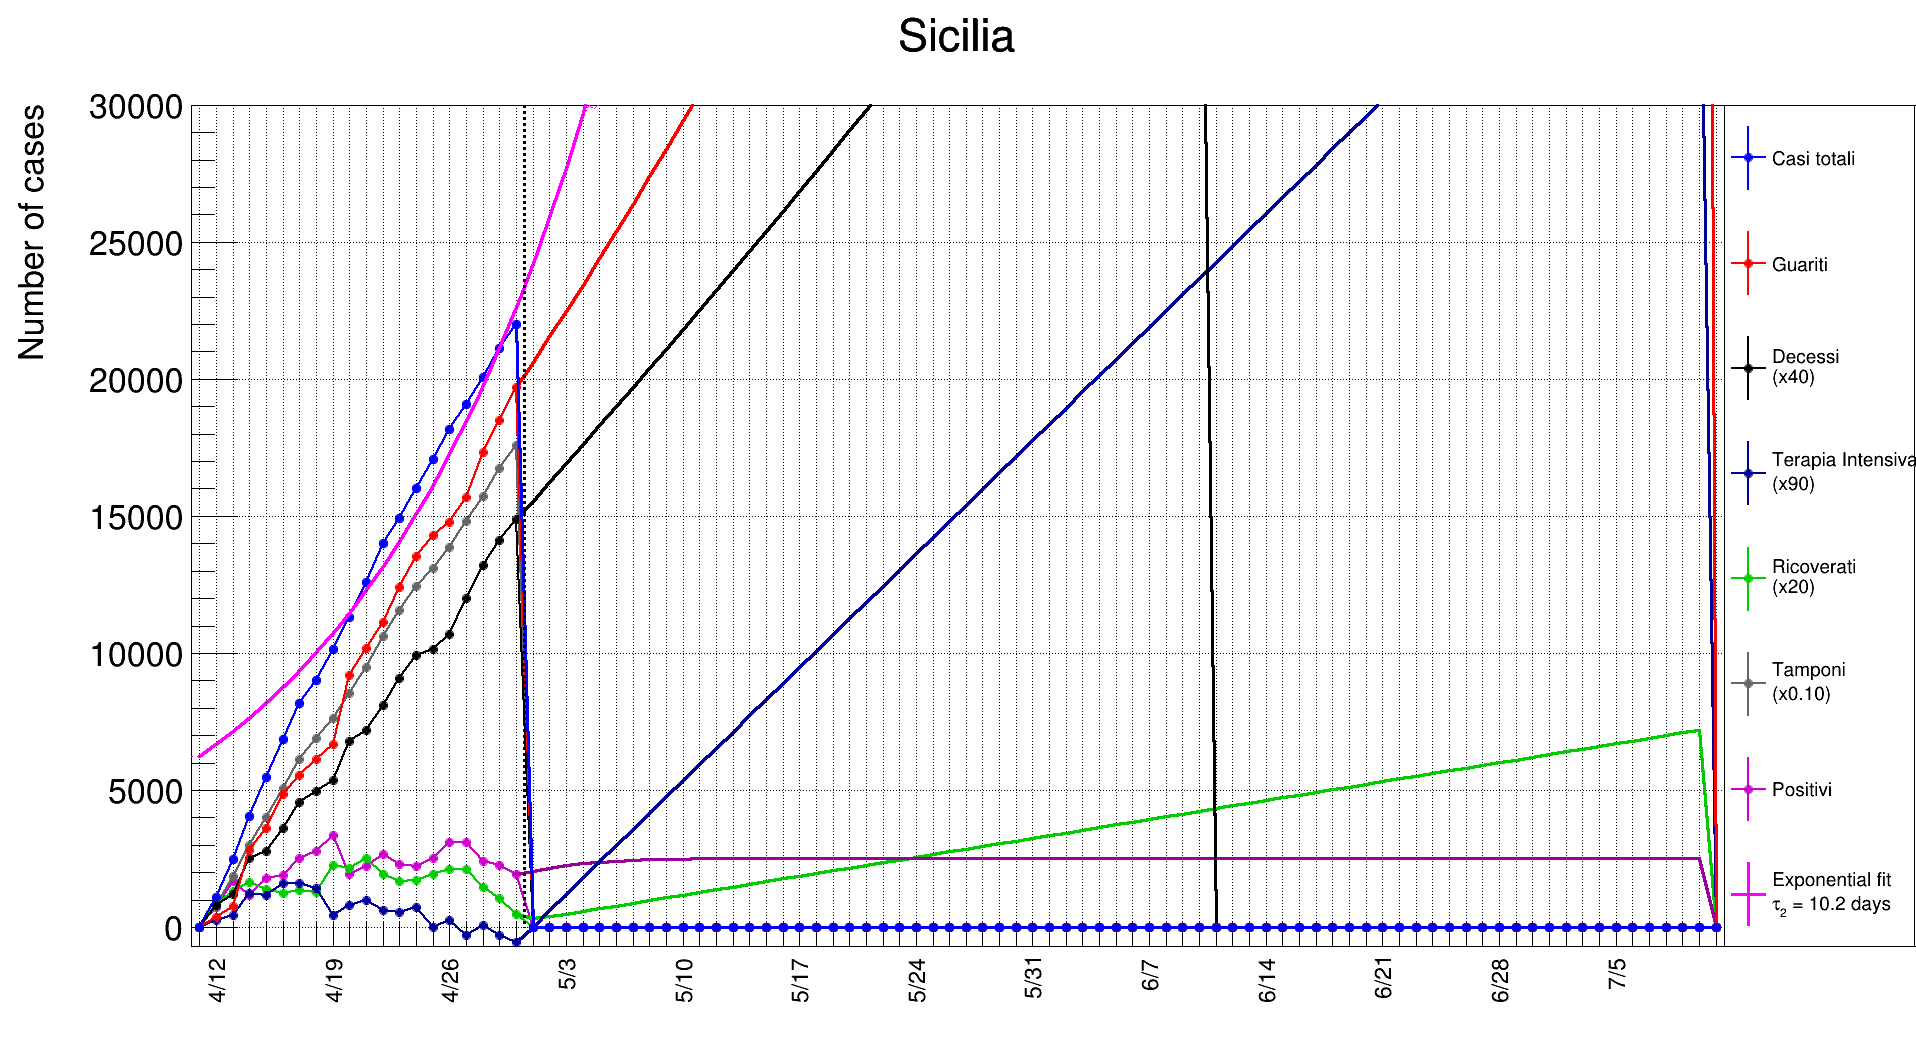 Sicilia
Number of cases
30000
25000
20000
15000
10000
5000
0
4/12
4/19
4/26
5/3
5/10
5/17
5/24
5/31
6/7
6/14
6/21
6/28
7/5
Casi totali
Guariti
Decessi
(x40)
Terapia Intensiva
(x90)
Ricoverati
(x20)
Tamponi
(x0.10)
Positivi
Exponential fit
τ2 = 10.2 days